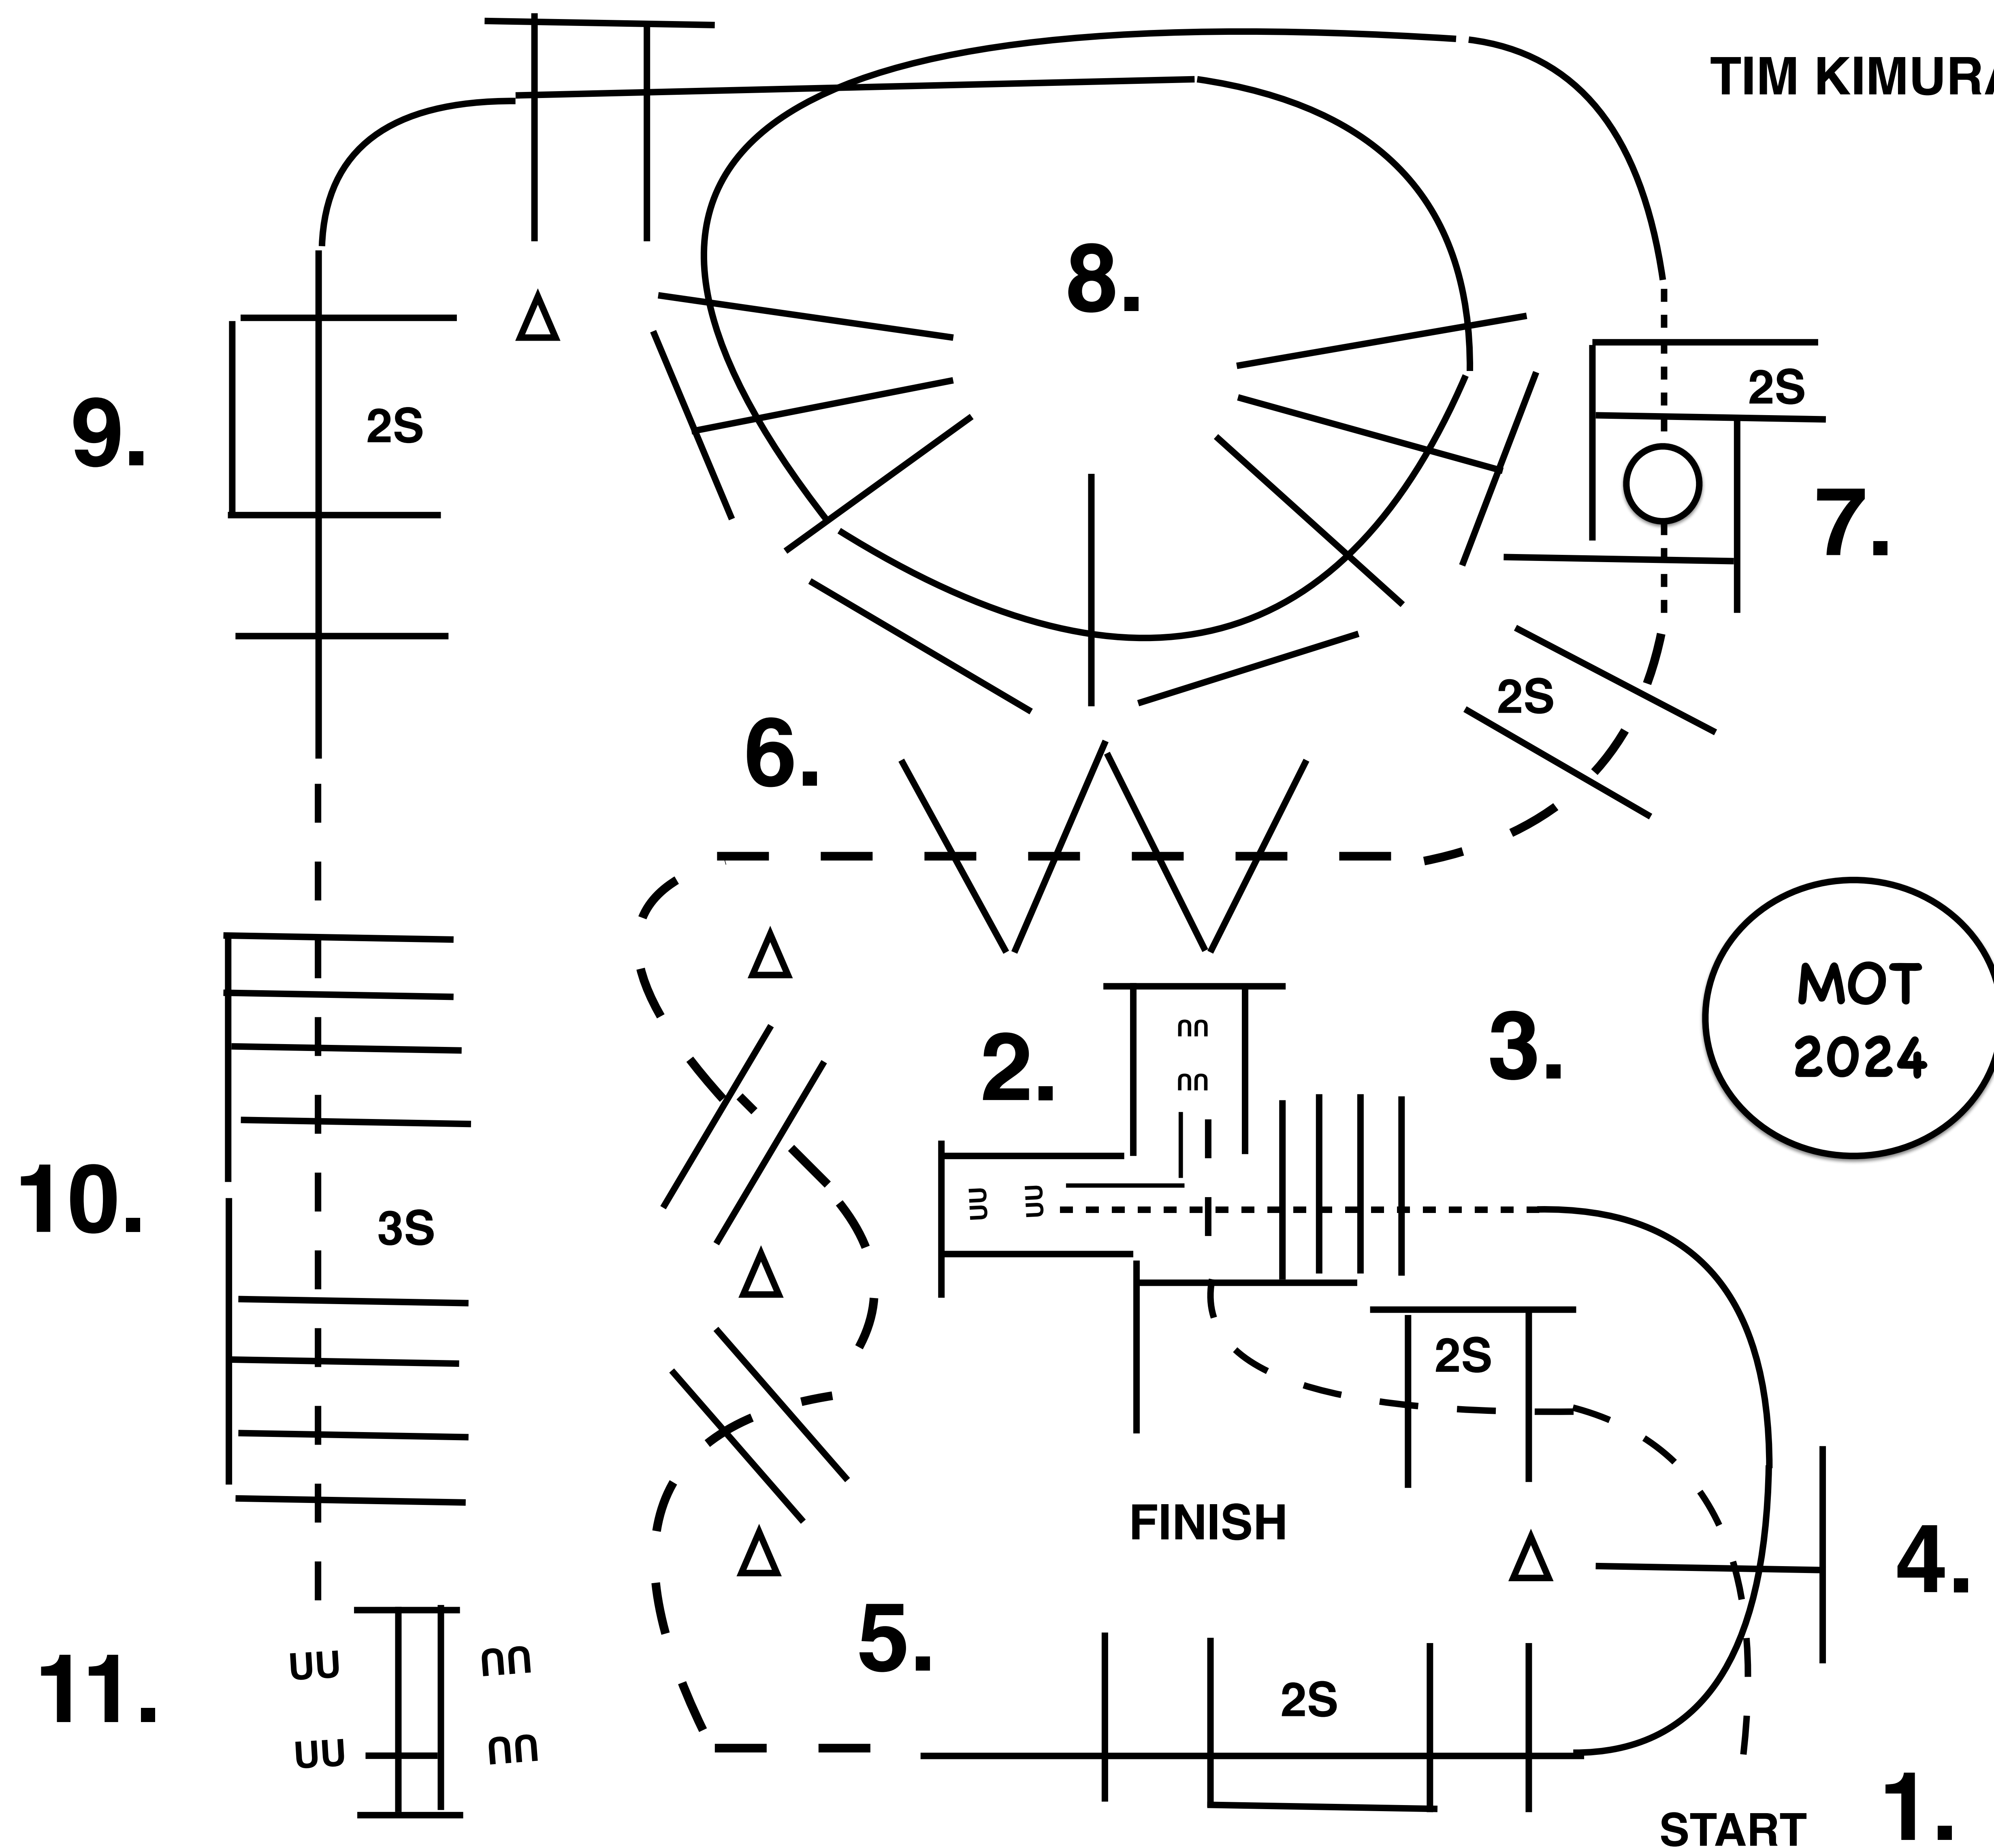 TIM KIMURA
8.
2S
9.
2S
7.
2S
6.
MOT
2024
2.
3.
10.
3S
2S
FINISH
4.
5.
11.
2S
1.
START